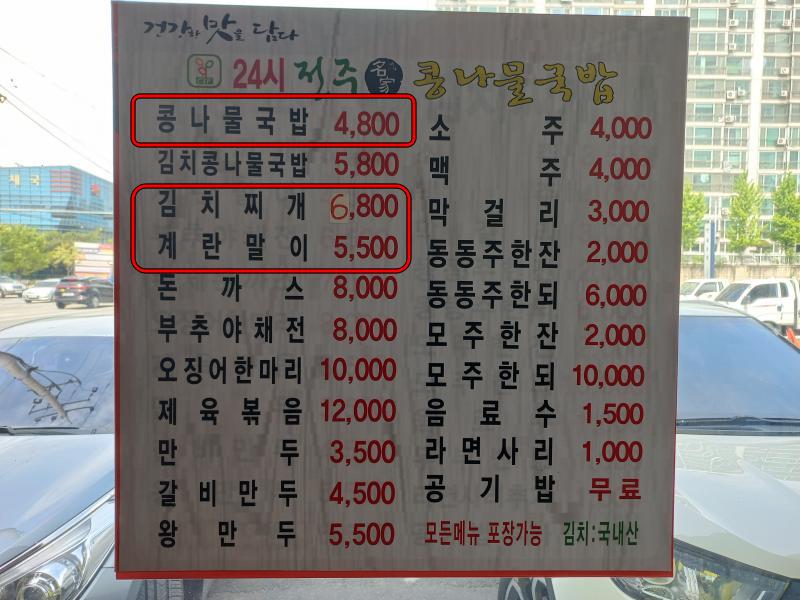 건강과 맛을 담다
24시 전주 名家 콩나물국밥
콩나물국밥 4,800
김치콩나물국밥 5,800
김치찌개 6,800
계란말이 5,500
돈까스 8,000
부추야채전 8,000
오징어한마리 10,000
제육볶음 12,000
만두 3,500
갈비만두 4,500
왕만두 5,500
소주 4,000
맥주 4,000
막걸리 3,000
동동주한잔 2,000
동동주한되 6,000
모주한잔 2,000
모주한되 10,000
음료수 1,500
라면사리 1,000
공기밥 무료
모든메뉴 포장가능 김치:국내산